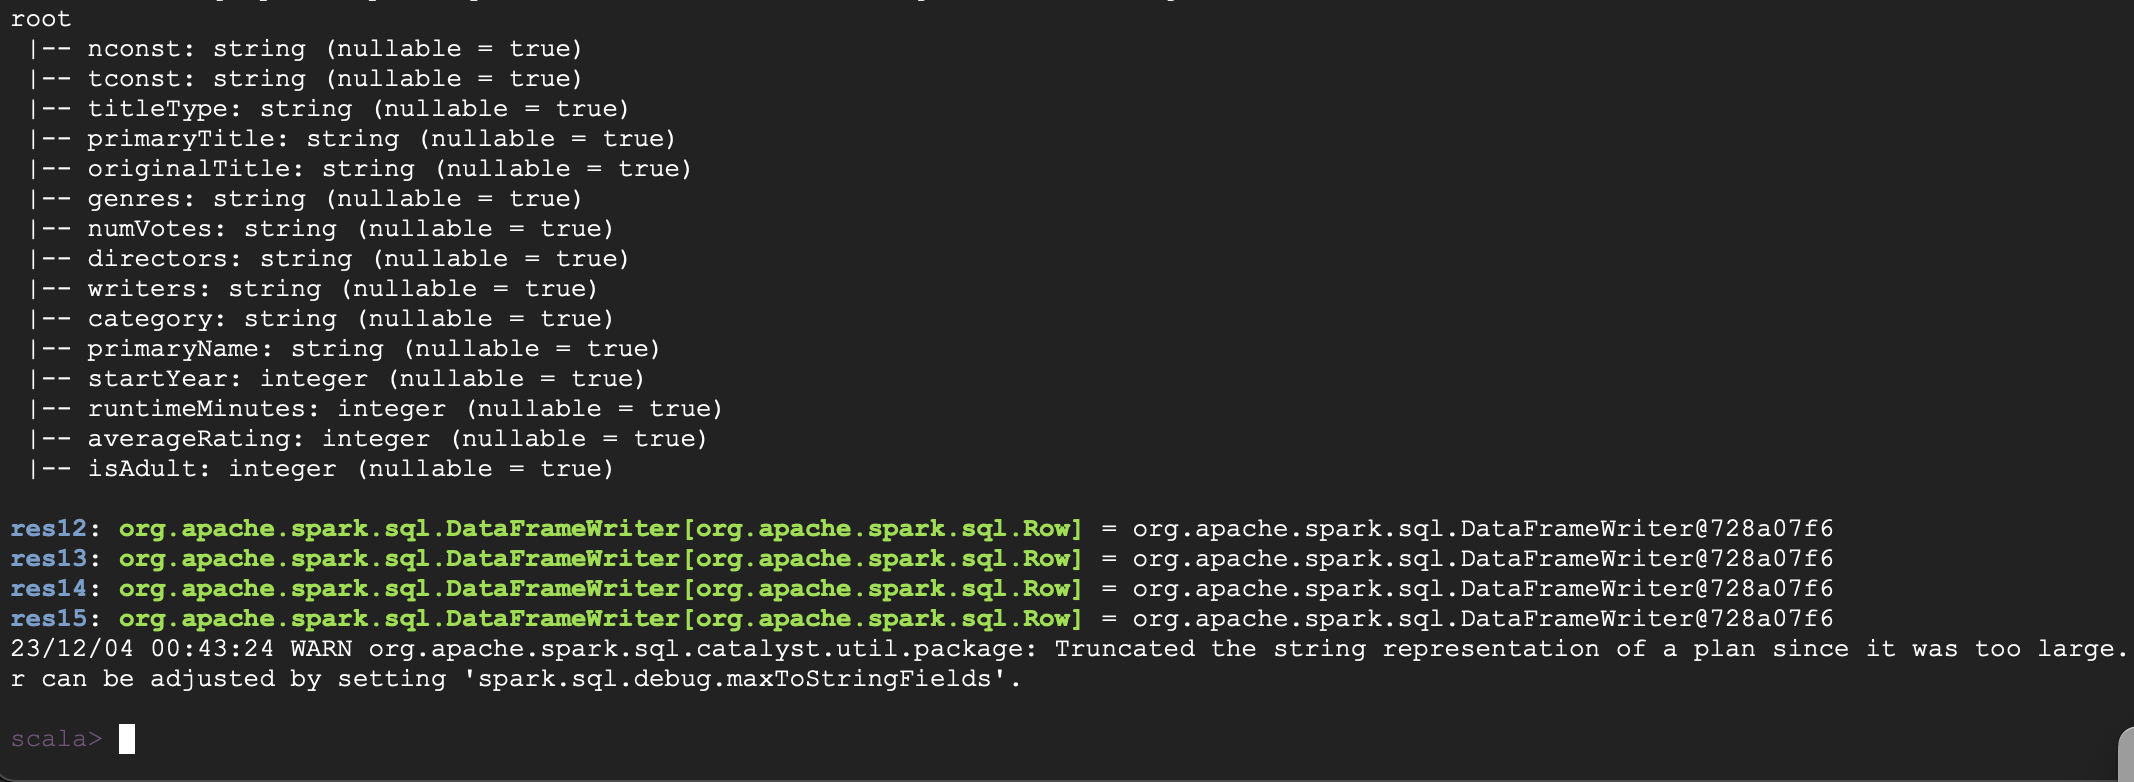 root
 |-- nconst: string (nullable = true)
 |-- tconst: string (nullable = true)
 |-- titleType: string (nullable = true)
 |-- primaryTitle: string (nullable = true)
 |-- originalTitle: string (nullable = true)
 |-- genres: string (nullable = true)
 |-- numVotes: string (nullable = true)
 |-- directors: string (nullable = true)
 |-- writers: string (nullable = true)
 |-- category: string (nullable = true)
 |-- primaryName: string (nullable = true)
 |-- startYear: integer (nullable = true)
 |-- runtimeMinutes: integer (nullable = true)
 |-- averageRating: integer (nullable = true)
 |-- isAdult: integer (nullable = true)
res12: org.apache.spark.sql.DataFrameWriter[org.apache.spark.sql.Row] = org.apache.spark.sql.DataFrameWriter@728a07f6
res13: org.apache.spark.sql.DataFrameWriter[org.apache.spark.sql.Row] = org.apache.spark.sql.DataFrameWriter@728a07f6
res14: org.apache.spark.sql.DataFrameWriter[org.apache.spark.sql.Row] = org.apache.spark.sql.DataFrameWriter@728a07f6
res15: org.apache.spark.sql.DataFrameWriter[org.apache.spark.sql.Row] = org.apache.spark.sql.DataFrameWriter@728a07f6
23/12/04 00:43:24 WARN org.apache.spark.sql.catalyst.util.package: Truncated the string representation of a plan since it was too large.
r can be adjusted by setting 'spark.sql.debug.maxToStringFields'.
scala>